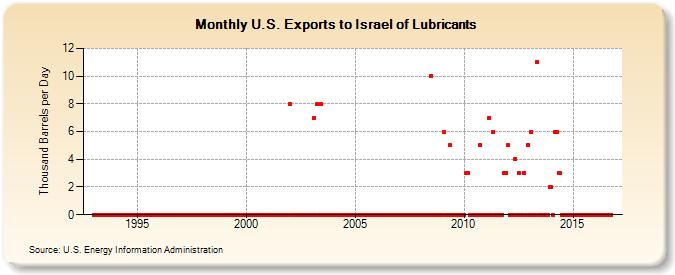 Monthly U.S. Exports to Israel of Lubricants
Thousand Barrels per Day
12
10
8
6
4
2
0
1995 2000 2005 2010 2015
Source: U.S. Energy Information Administration